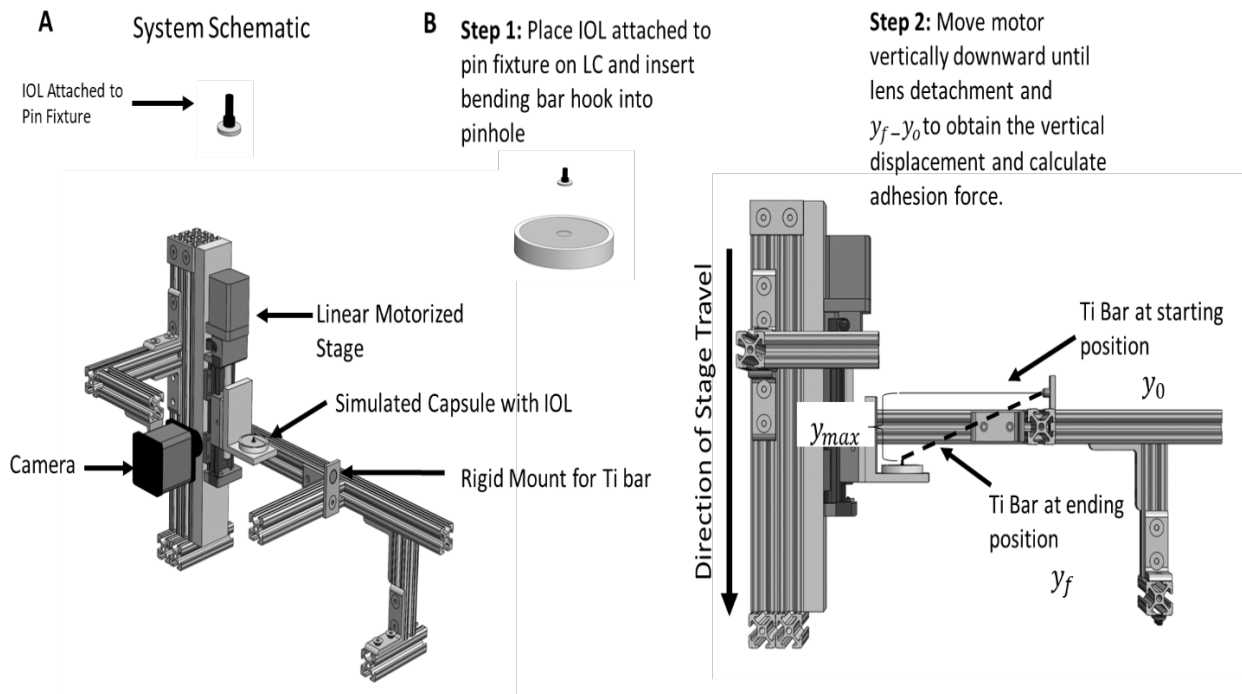 A
System Schematic
IOL Attached to
Pin Fixture
Linear Motorized
Stage
Simulated Capsule with IOL
Camera
Rigid Mount for Ti bar
B
Step 1: Place IOL attached to
pin fixture on LC and insert
bending bar hook into
pinhole
Step 2: Move motor
vertically downward until
lens detachment and
y_f − y_o to obtain the vertical
displacement and calculate
adhesion force.
Direction of Stage Travel
Ti Bar at starting
position
y_0
y_max
Ti Bar at ending
position
y_f